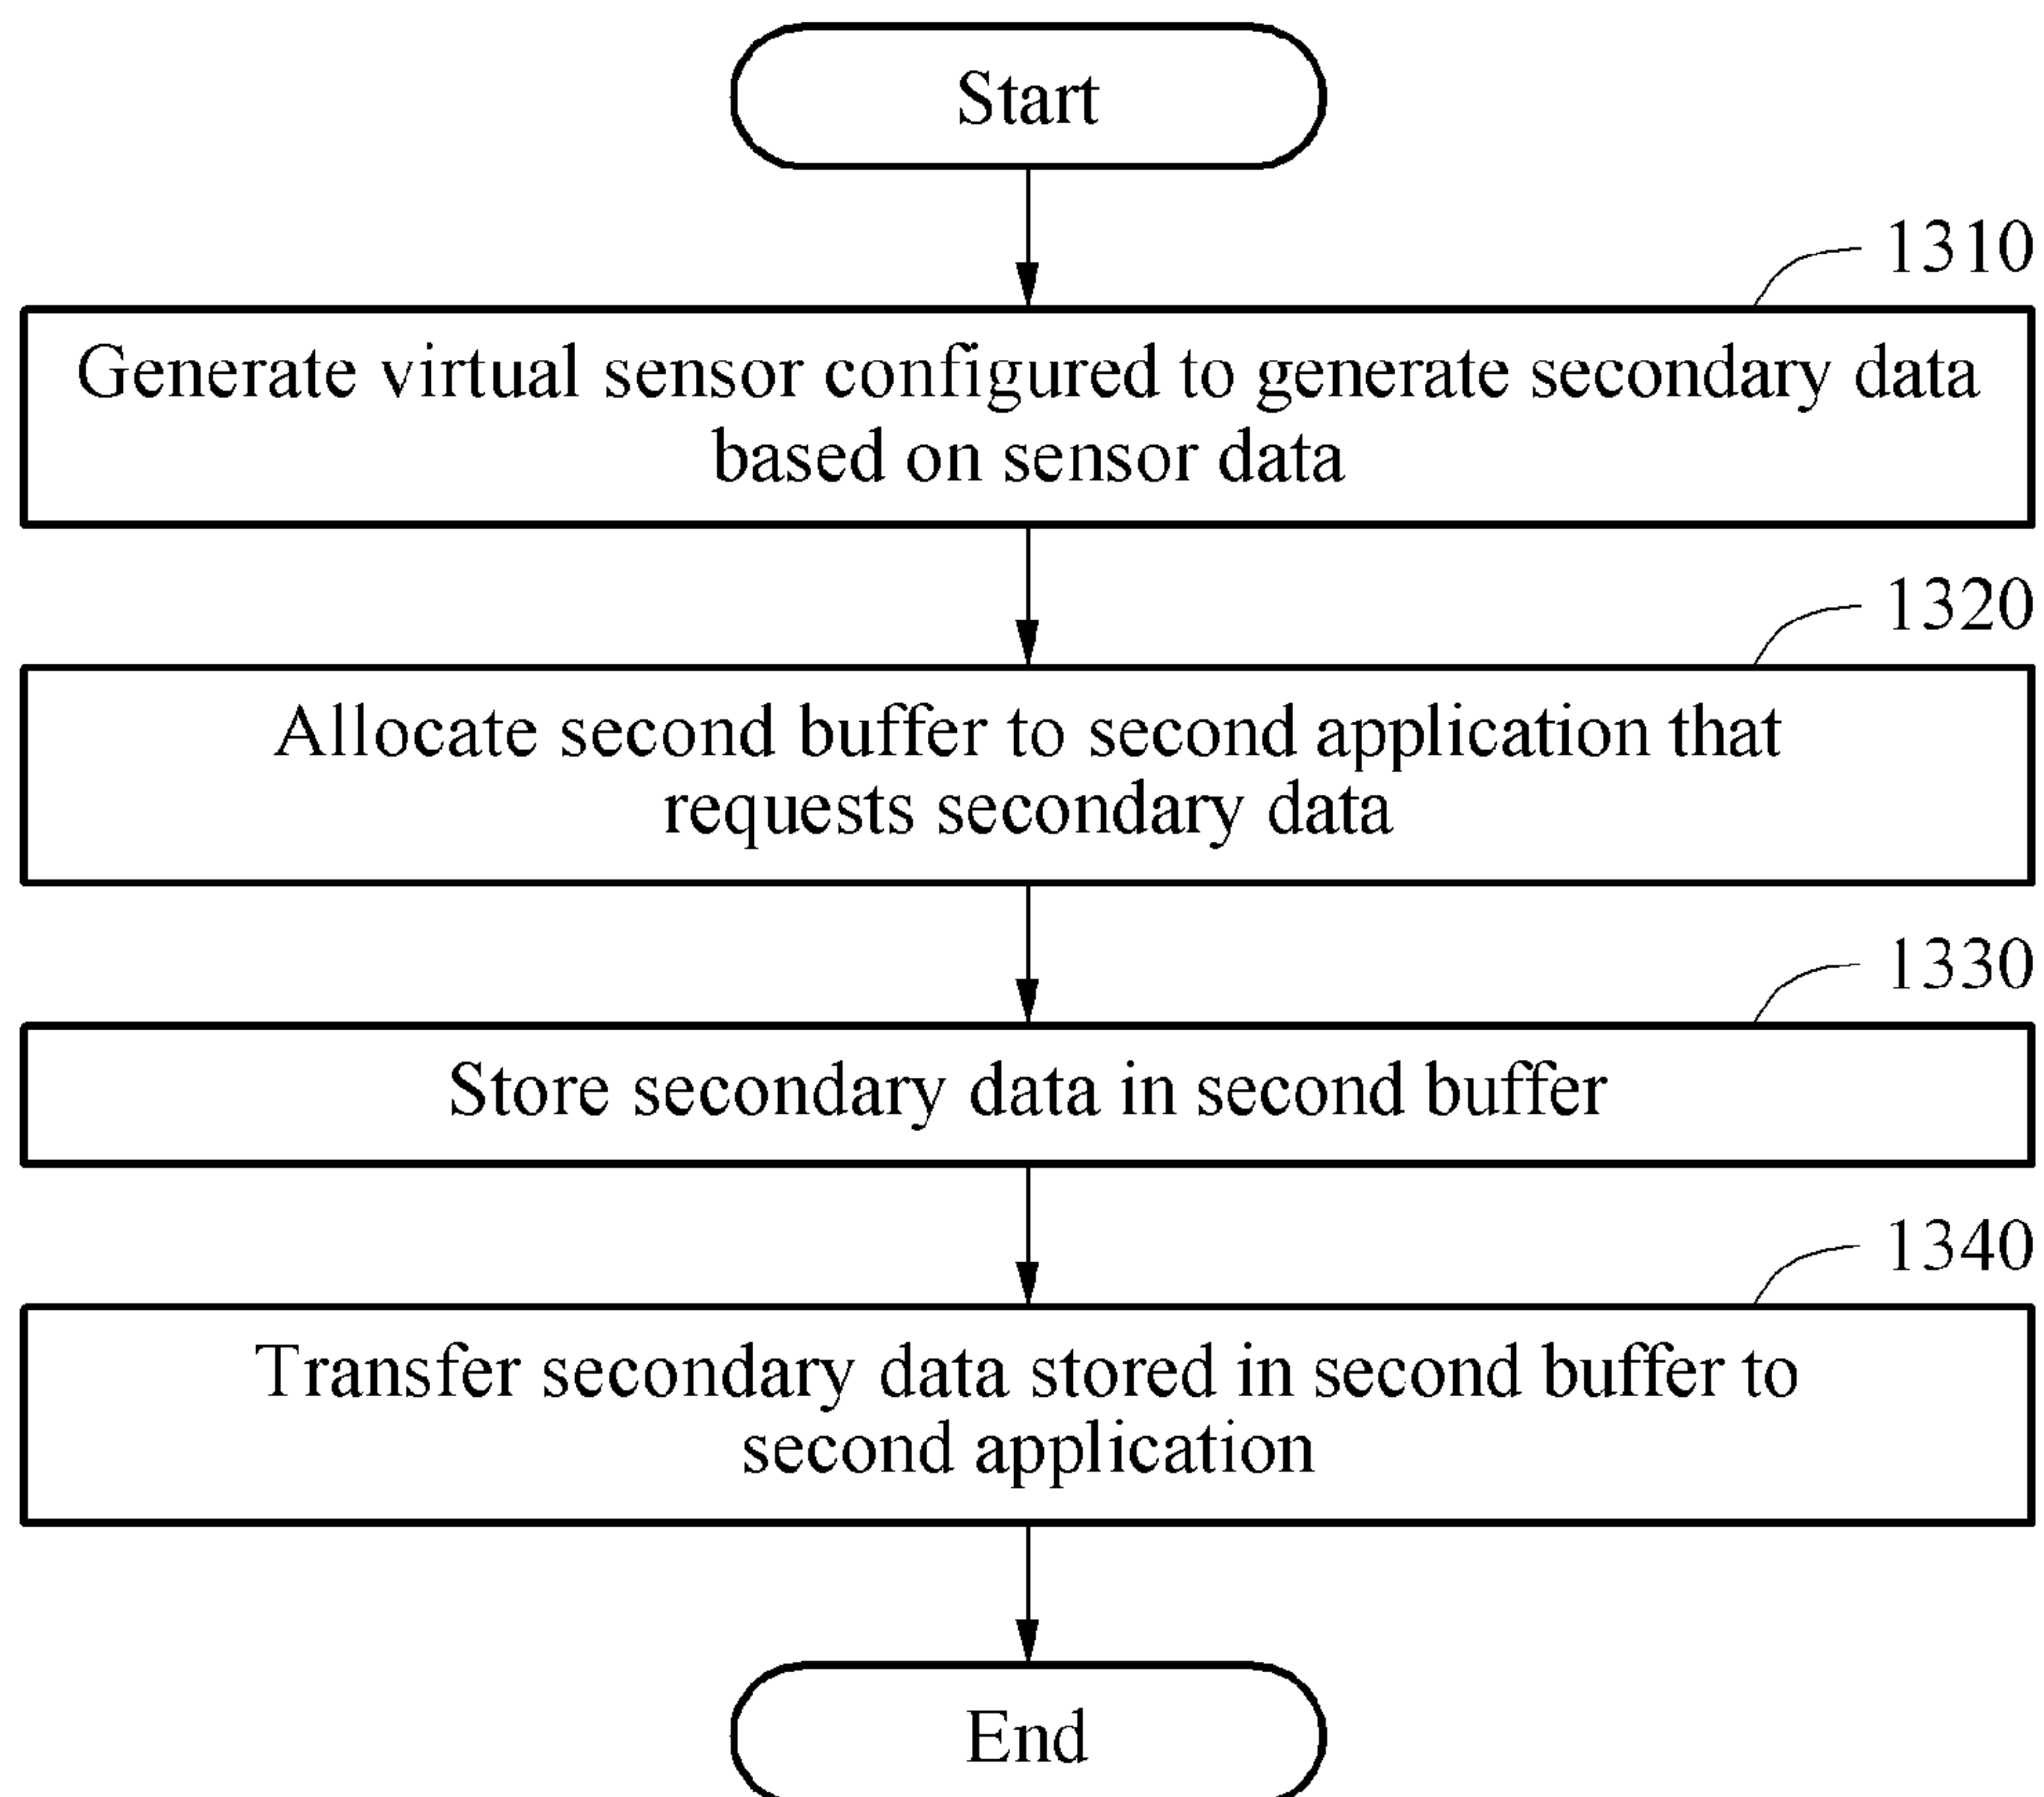 Start
1310
Generate virtual sensor configured to generate secondary data
based on sensor data
1320
Allocate second buffer to second application that
requests secondary data
1330
Store secondary data in second buffer
1340
Transfer secondary data stored in second buffer to
second application
End